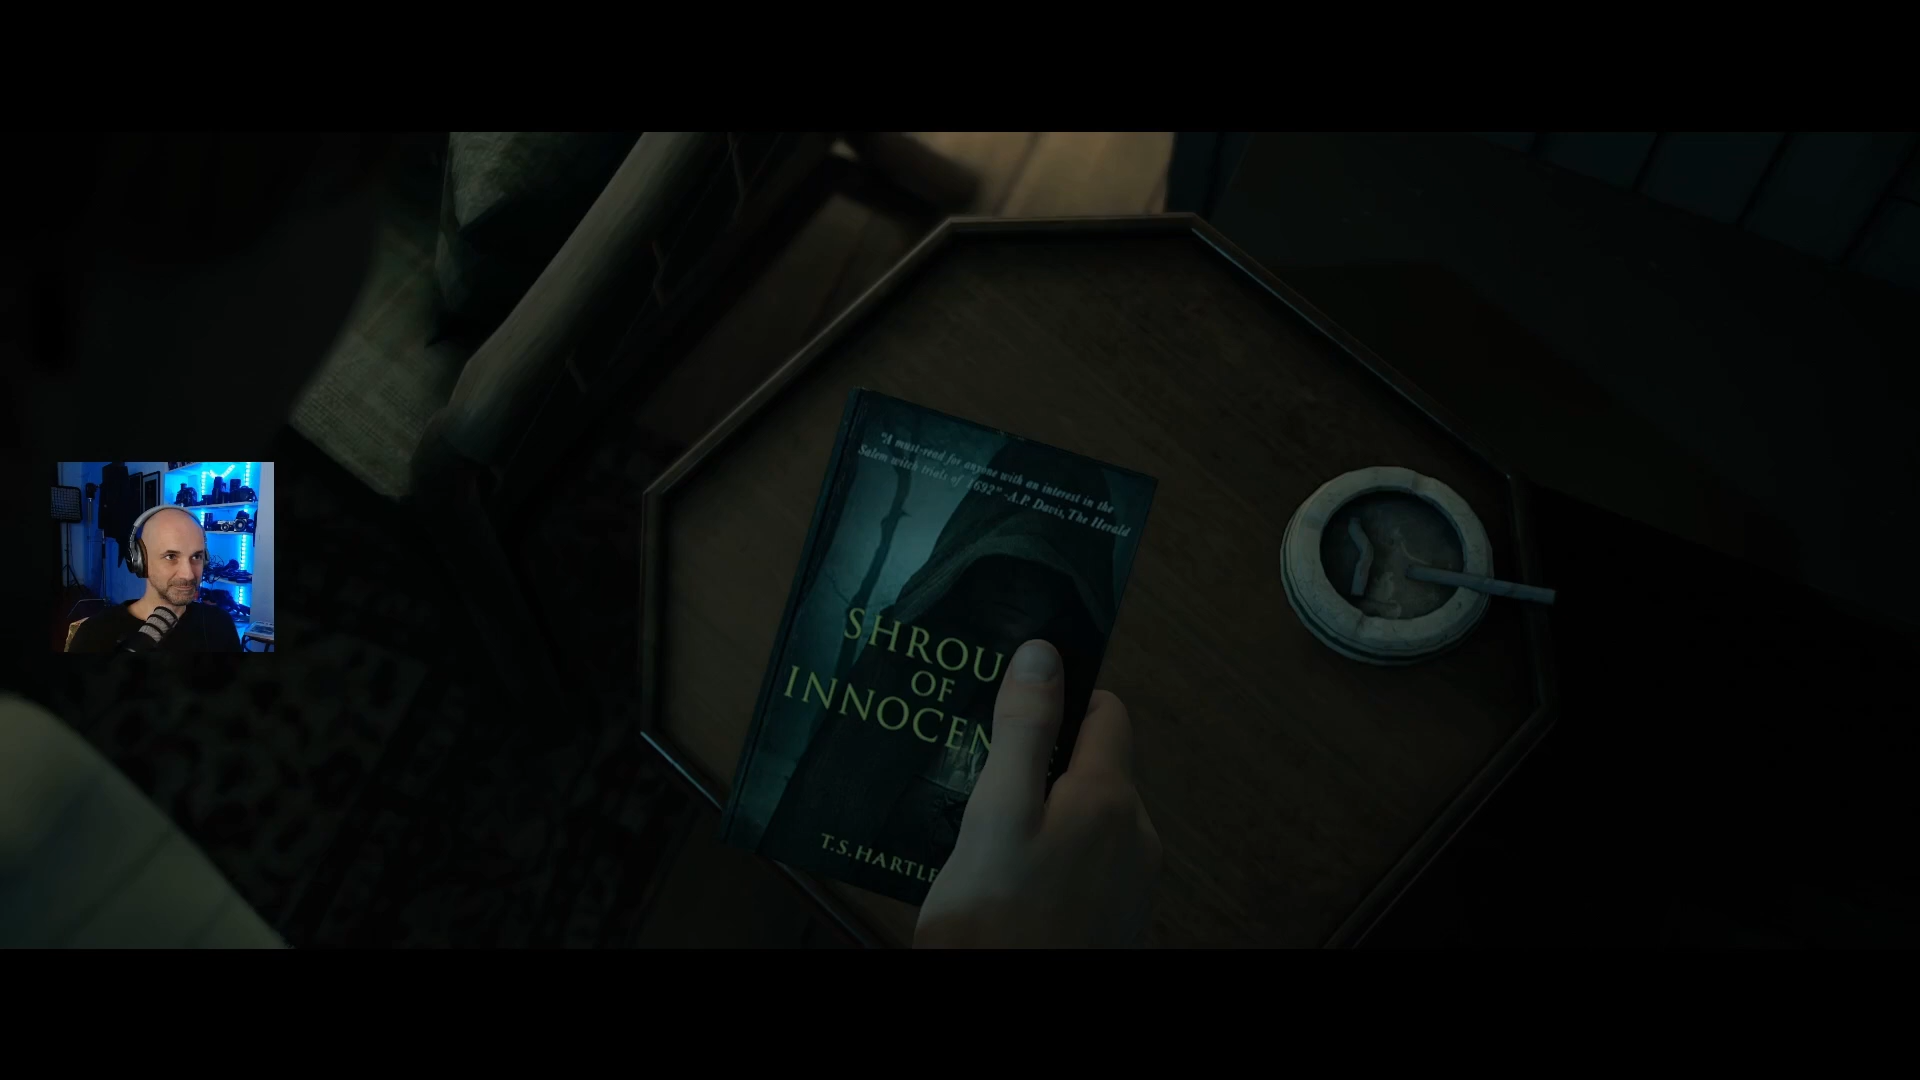 "A must-read for anyone with an interest in the
Salem witch trials of 1692" -A.P. Davis, The Herald
SHROU
OF
INNOCEN
T.S.HARTLE